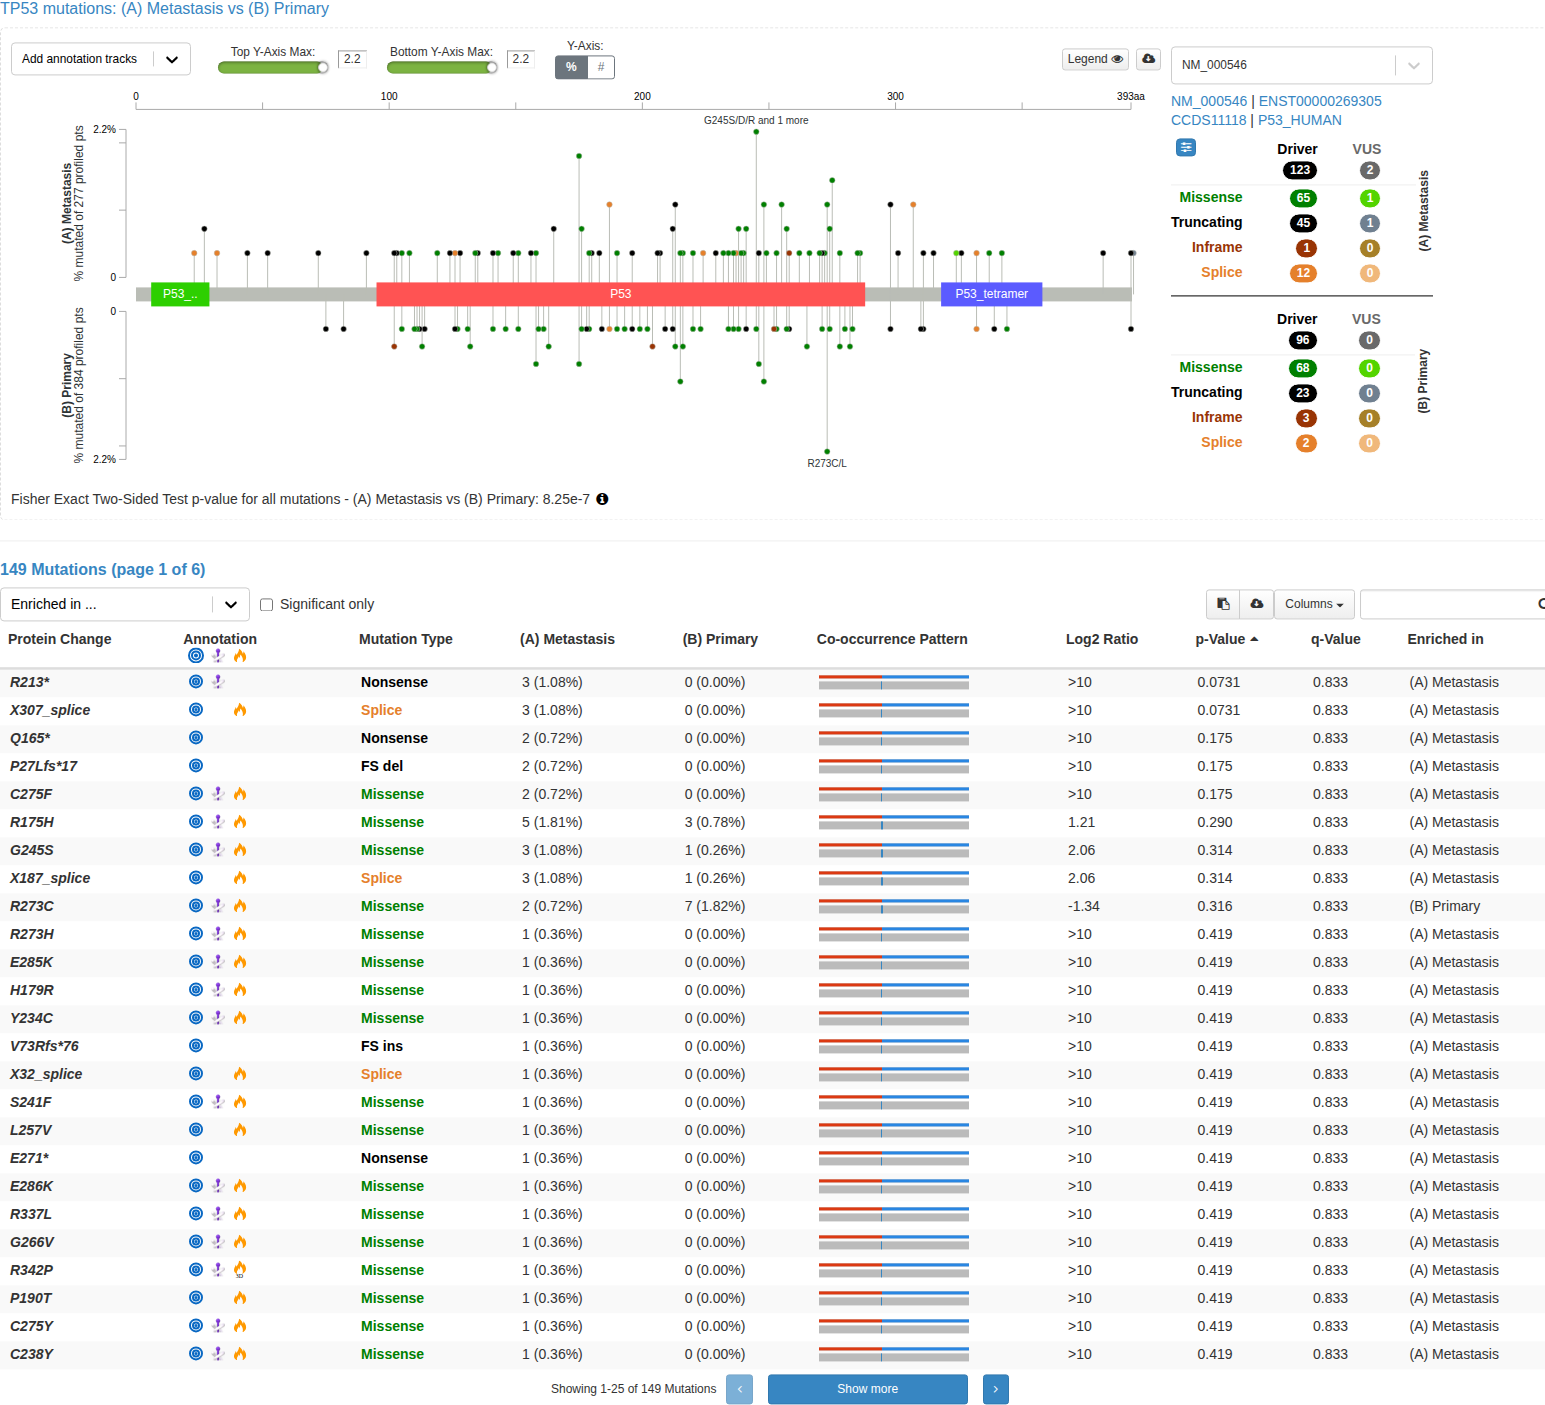 TP53 mutations: (A) Metastasis vs (B) Primary
Add annotation tracks
Top Y-Axis Max: 2.2
Bottom Y-Axis Max: 2.2
Y-Axis:
% #
Legend
NM_000546
NM_000546 | ENST00000269305
CCDS11118 | P53_HUMAN
0 100 200 300 393aa
G245S/D/R and 1 more
(A) Metastasis
% mutated of 277 profiled pts
2.2%
0
P53_.. P53 P53_tetramer
0
(B) Primary
% mutated of 384 profiled pts
2.2%
R273C/L
Driver VUS
123 2
Missense 65 1
Truncating 45 1
Inframe 1 0
Splice 12 0
(A) Metastasis
Driver VUS
96 0
Missense 68 0
Truncating 23 0
Inframe 3 0
Splice 2 0
(B) Primary
Fisher Exact Two-Sided Test p-value for all mutations - (A) Metastasis vs (B) Primary: 8.25e-7
149 Mutations (page 1 of 6)
Enriched in ...
Significant only
Columns
Protein Change Annotation Mutation Type (A) Metastasis (B) Primary Co-occurrence Pattern Log2 Ratio p-Value q-Value Enriched in
R213* Nonsense 3 (1.08%) 0 (0.00%) >10 0.0731 0.833 (A) Metastasis
X307_splice Splice 3 (1.08%) 0 (0.00%) >10 0.0731 0.833 (A) Metastasis
Q165* Nonsense 2 (0.72%) 0 (0.00%) >10 0.175 0.833 (A) Metastasis
P27Lfs*17 FS del 2 (0.72%) 0 (0.00%) >10 0.175 0.833 (A) Metastasis
C275F Missense 2 (0.72%) 0 (0.00%) >10 0.175 0.833 (A) Metastasis
R175H Missense 5 (1.81%) 3 (0.78%) 1.21 0.290 0.833 (A) Metastasis
G245S Missense 3 (1.08%) 1 (0.26%) 2.06 0.314 0.833 (A) Metastasis
X187_splice Splice 3 (1.08%) 1 (0.26%) 2.06 0.314 0.833 (A) Metastasis
R273C Missense 2 (0.72%) 7 (1.82%) -1.34 0.316 0.833 (B) Primary
R273H Missense 1 (0.36%) 0 (0.00%) >10 0.419 0.833 (A) Metastasis
E285K Missense 1 (0.36%) 0 (0.00%) >10 0.419 0.833 (A) Metastasis
H179R Missense 1 (0.36%) 0 (0.00%) >10 0.419 0.833 (A) Metastasis
Y234C Missense 1 (0.36%) 0 (0.00%) >10 0.419 0.833 (A) Metastasis
V73Rfs*76 FS ins 1 (0.36%) 0 (0.00%) >10 0.419 0.833 (A) Metastasis
X32_splice Splice 1 (0.36%) 0 (0.00%) >10 0.419 0.833 (A) Metastasis
S241F Missense 1 (0.36%) 0 (0.00%) >10 0.419 0.833 (A) Metastasis
L257V Missense 1 (0.36%) 0 (0.00%) >10 0.419 0.833 (A) Metastasis
E271* Nonsense 1 (0.36%) 0 (0.00%) >10 0.419 0.833 (A) Metastasis
E286K Missense 1 (0.36%) 0 (0.00%) >10 0.419 0.833 (A) Metastasis
R337L Missense 1 (0.36%) 0 (0.00%) >10 0.419 0.833 (A) Metastasis
G266V Missense 1 (0.36%) 0 (0.00%) >10 0.419 0.833 (A) Metastasis
R342P 3D Missense 1 (0.36%) 0 (0.00%) >10 0.419 0.833 (A) Metastasis
P190T Missense 1 (0.36%) 0 (0.00%) >10 0.419 0.833 (A) Metastasis
C275Y Missense 1 (0.36%) 0 (0.00%) >10 0.419 0.833 (A) Metastasis
C238Y Missense 1 (0.36%) 0 (0.00%) >10 0.419 0.833 (A) Metastasis
Showing 1-25 of 149 Mutations
Show more